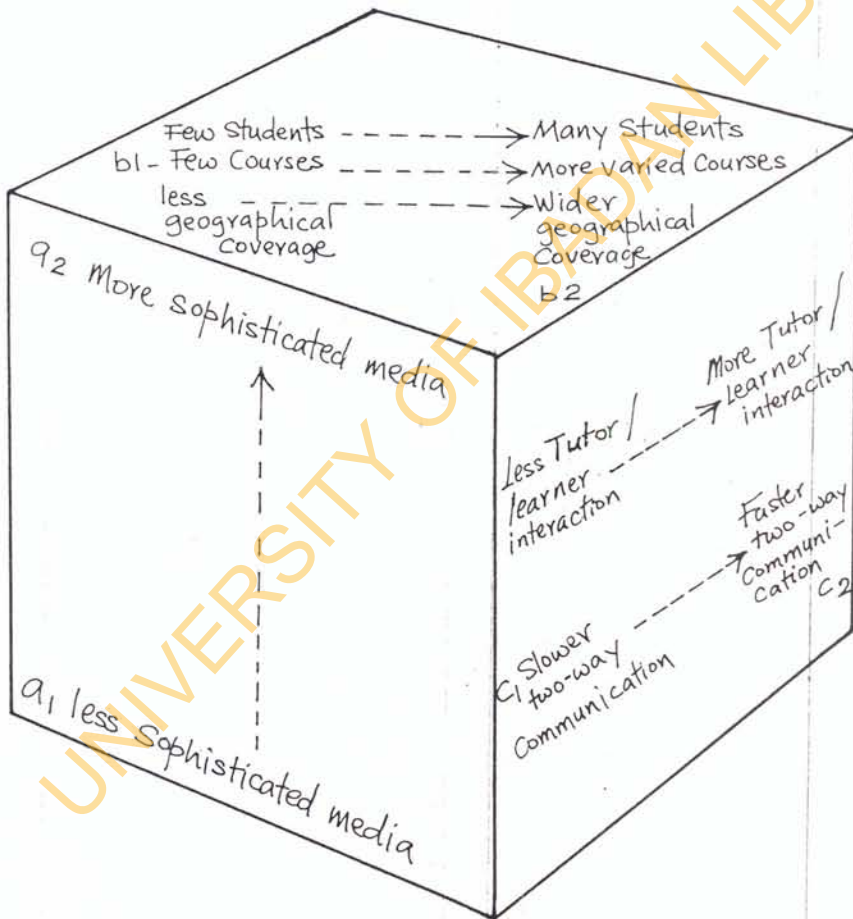 Few Students → Many Students
b1 - Few Courses → More varied Courses
less → Wider
geographical geographical
Coverage Coverage
b2
a2 More sophisticated media
More Tutor /
learner
interaction
less Tutor /
learner
interaction
Faster
two-way
Communi-
cation
C2
C1 Slower
two-way
Communication
a1 less Sophisticated media
UNIVERSITY OF IBADAN LIB